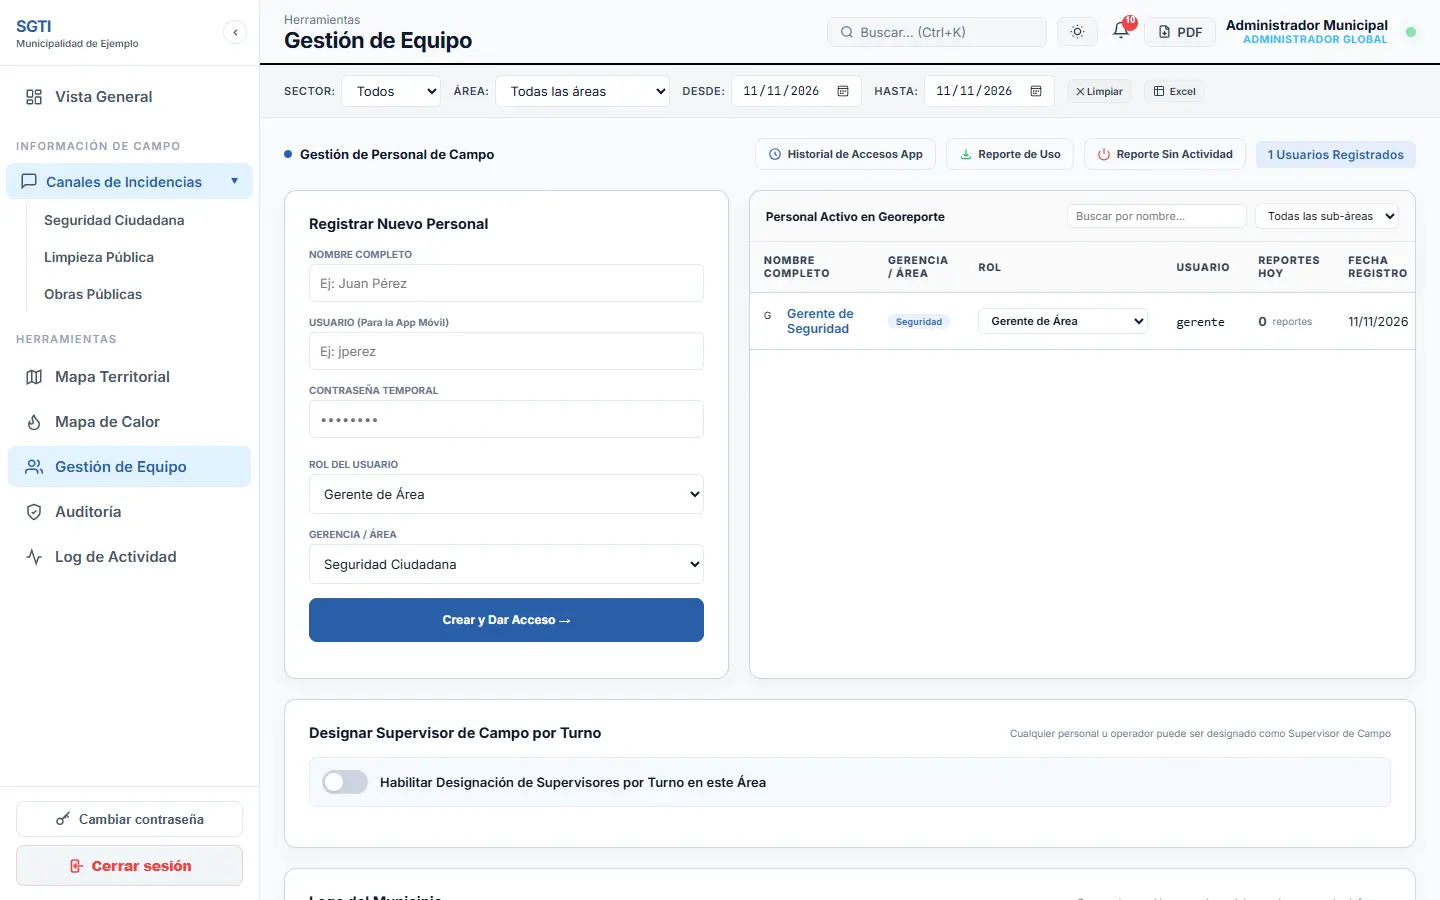 SGTI
Municipalidad de Ejemplo
Vista General
INFORMACIÓN DE CAMPO
Canales de Incidencias
Seguridad Ciudadana
Limpieza Pública
Obras Públicas
HERRAMIENTAS
Mapa Territorial
Mapa de Calor
Gestión de Equipo
Auditoría
Log de Actividad
Cambiar contraseña
Cerrar sesión
Herramientas
Gestión de Equipo
Buscar... (Ctrl+K)
10
PDF
Administrador Municipal
ADMINISTRADOR GLOBAL
SECTOR: Todos ÁREA: Todas las áreas DESDE: 11/11/2026 HASTA: 11/11/2026 Limpiar Excel
Gestión de Personal de Campo
Historial de Accesos App
Reporte de Uso
Reporte Sin Actividad
1 Usuarios Registrados
Registrar Nuevo Personal
NOMBRE COMPLETO
Ej: Juan Pérez
USUARIO (Para la App Móvil)
Ej: jperez
CONTRASEÑA TEMPORAL
••••••••
ROL DEL USUARIO
Gerente de Área
GERENCIA / ÁREA
Seguridad Ciudadana
Crear y Dar Acceso →
Personal Activo en Georeporte
Buscar por nombre...
Todas las sub-áreas
NOMBRE COMPLETO
GERENCIA / ÁREA
ROL
USUARIO
REPORTES HOY
FECHA REGISTRO
G
Gerente de Seguridad
Seguridad
Gerente de Área
gerente
0 reportes
11/11/2026
Designar Supervisor de Campo por Turno
Cualquier personal u operador puede ser designado como Supervisor de Campo
Habilitar Designación de Supervisores por Turno en este Área
Logo del Municipio